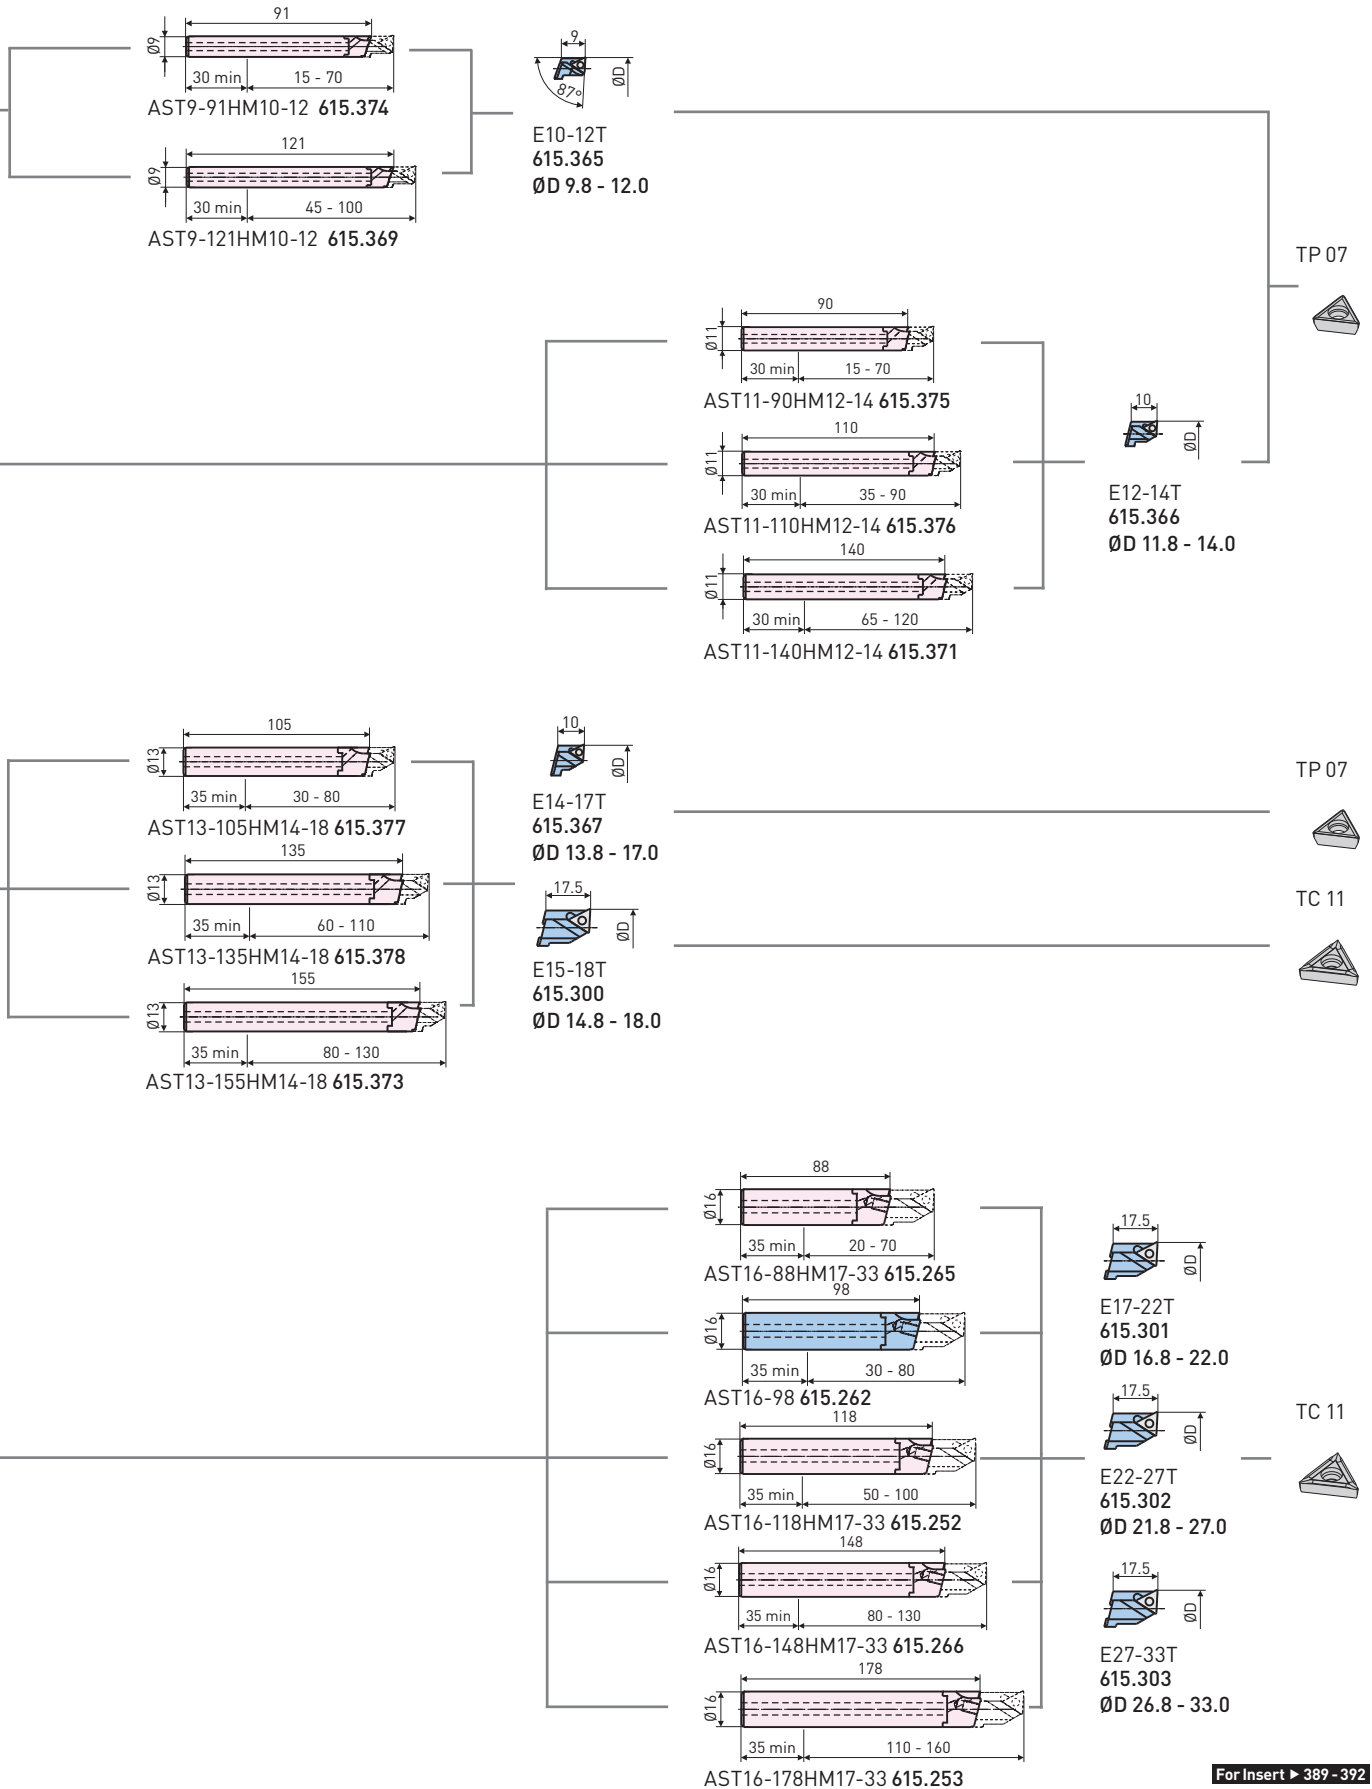 91
Ø9
30 min
15 - 70
AST9-91HM10-12 615.374
121
Ø9
30 min
45 - 100
AST9-121HM10-12 615.369
9
87°
ØD
E10-12T
615.365
ØD 9.8 - 12.0
TP 07
90
Ø11
30 min
15 - 70
AST11-90HM12-14 615.375
110
Ø11
30 min
35 - 90
AST11-110HM12-14 615.376
140
Ø11
30 min
65 - 120
AST11-140HM12-14 615.371
10
ØD
E12-14T
615.366
ØD 11.8 - 14.0
105
Ø13
35 min
30 - 80
AST13-105HM14-18 615.377
135
Ø13
35 min
60 - 110
AST13-135HM14-18 615.378
155
Ø13
35 min
80 - 130
AST13-155HM14-18 615.373
10
ØD
E14-17T
615.367
ØD 13.8 - 17.0
17.5
ØD
E15-18T
615.300
ØD 14.8 - 18.0
TP 07
TC 11
88
Ø16
35 min
20 - 70
AST16-88HM17-33 615.265
98
Ø16
35 min
30 - 80
AST16-98 615.262
118
Ø16
35 min
50 - 100
AST16-118HM17-33 615.252
148
Ø16
35 min
80 - 130
AST16-148HM17-33 615.266
178
Ø16
35 min
110 - 160
AST16-178HM17-33 615.253
17.5
ØD
E17-22T
615.301
ØD 16.8 - 22.0
17.5
ØD
E22-27T
615.302
ØD 21.8 - 27.0
17.5
ØD
E27-33T
615.303
ØD 26.8 - 33.0
TC 11
For Insert ▶ 389 - 392